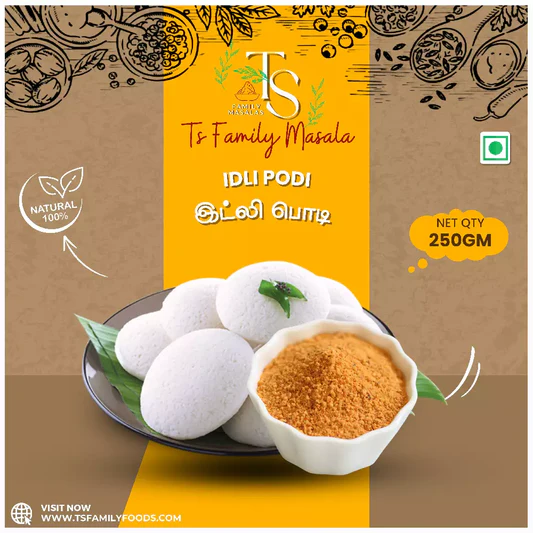 TS
FAMILY
MASALAS
Ts Family Masala
IDLI PODI
இட்லி பொடி
NATURAL
100%
NET QTY
250GM
VISIT NOW
WWW.TSFAMILYFOODS.COM